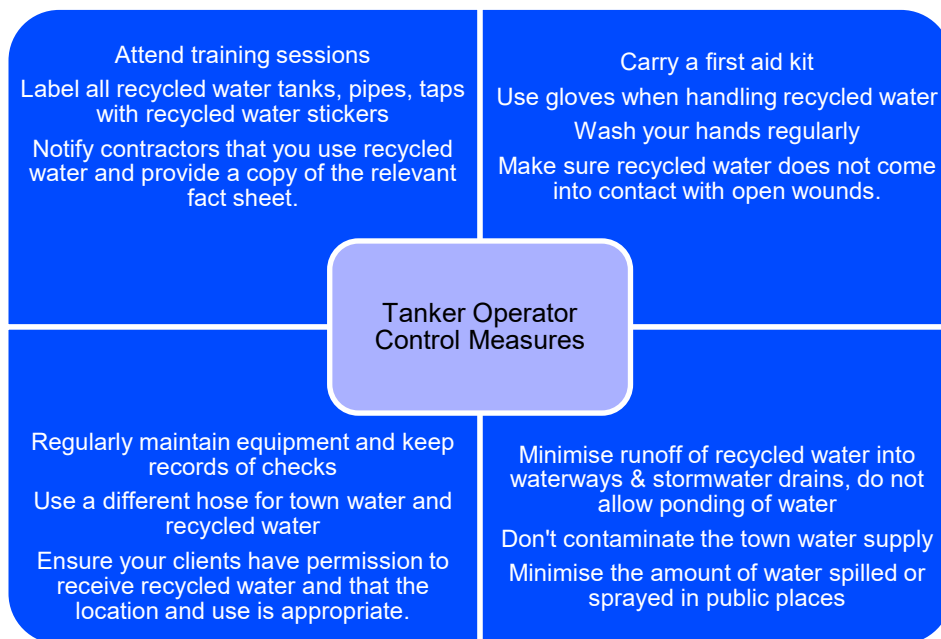 Attend training sessions
Label all recycled water tanks, pipes, taps
with recycled water stickers
Notify contractors that you use recycled
water and provide a copy of the relevant
fact sheet.
Carry a first aid kit
Use gloves when handling recycled water
Wash your hands regularly
Make sure recycled water does not come
into contact with open wounds.
Tanker Operator
Control Measures
Regularly maintain equipment and keep
records of checks
Use a different hose for town water and
recycled water
Ensure your clients have permission to
receive recycled water and that the
location and use is appropriate.
Minimise runoff of recycled water into
waterways & stormwater drains, do not
allow ponding of water
Don't contaminate the town water supply
Minimise the amount of water spilled or
sprayed in public places